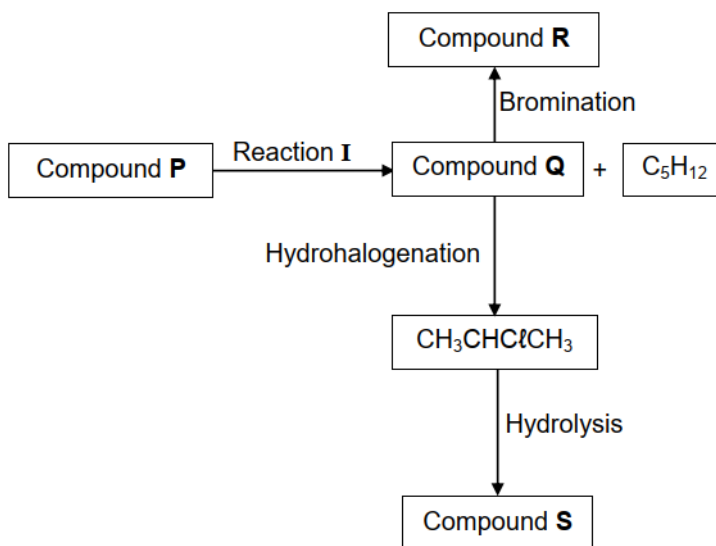 Compound R
Bromination
Reaction I
Compound P
Compound Q + C₅H₁₂
Hydrohalogenation
CH₃CHCℓCH₃
Hydrolysis
Compound S